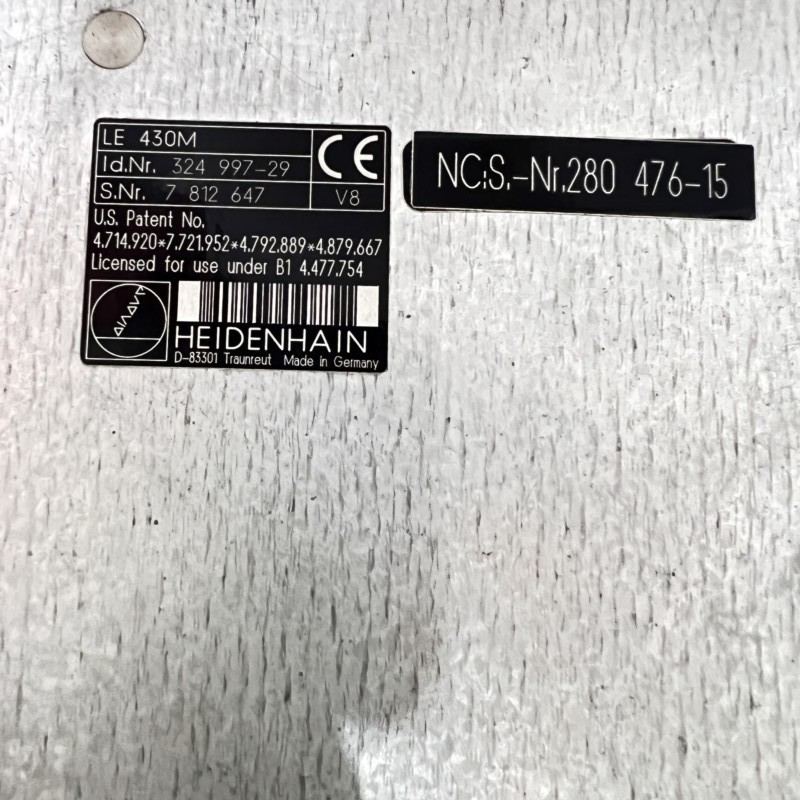 LE 430M
Id.Nr. 324 997-29
S.Nr. 7 812 647
V8
CE
U.S. Patent No.
4.714.920*7.721.952*4.792.889*4.879.667
Licensed for use under B1 4.477.754
HEIDENHAIN
D-83301 Traunreut Made in Germany
NC:S.-Nr.280 476-15